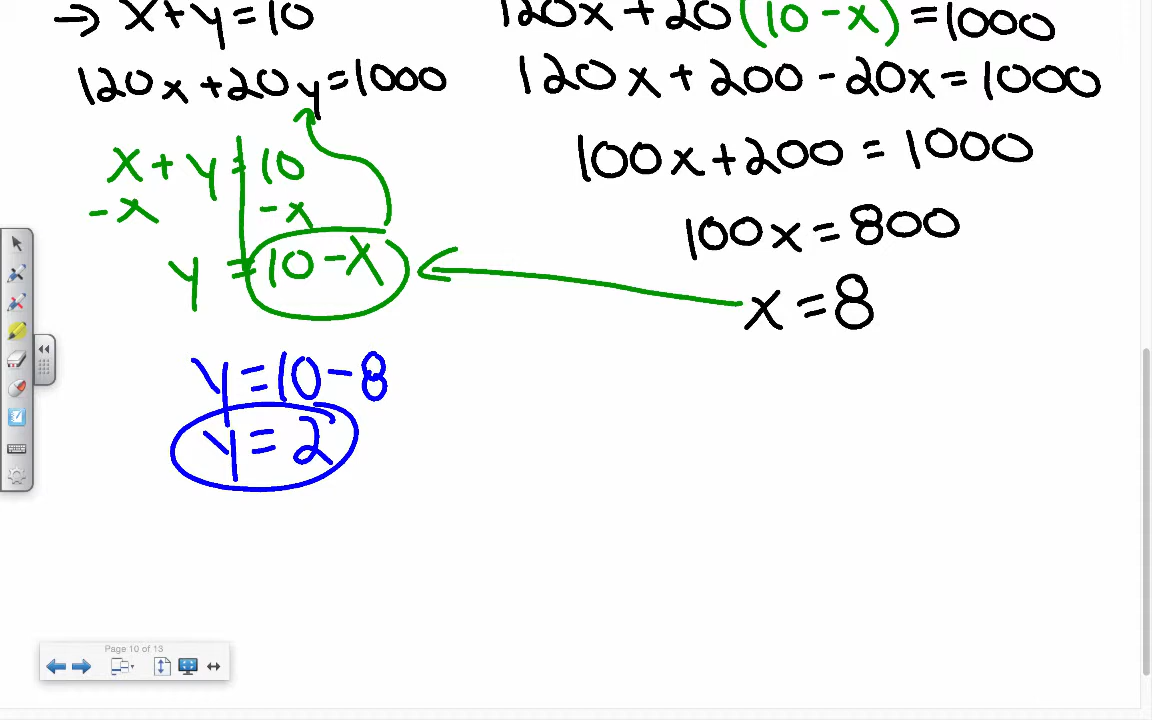 → x+y=10
120x+20y=1000
x+y=10
-x -x
y=10-x
y=10-8
y=2
120x+20(10-x)=1000
120x+200-20x=1000
100x+200=1000
100x=800
x=8
Page 10 of 13